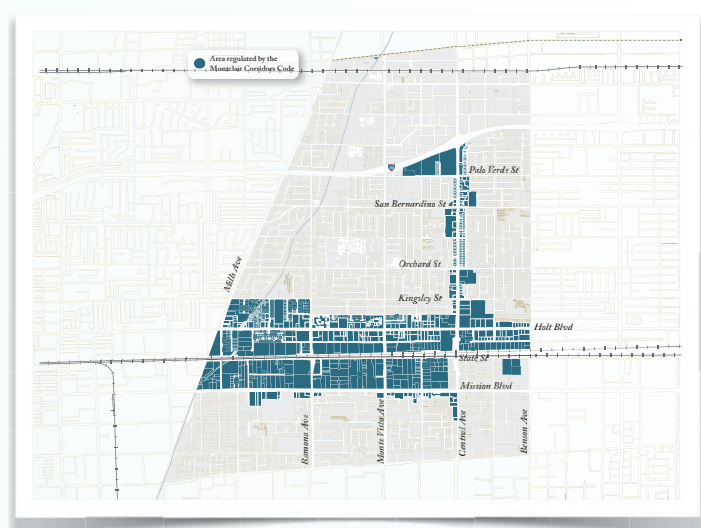 Area regulated by the
Montclair Corridors Code
Palo Verde St
San Bernardino St
Orchard St
Mills Ave
Kingsley St
Holt Blvd
State St
Mission Blvd
Ramona Ave
Monte Vista Ave
Central Ave
Benson Ave